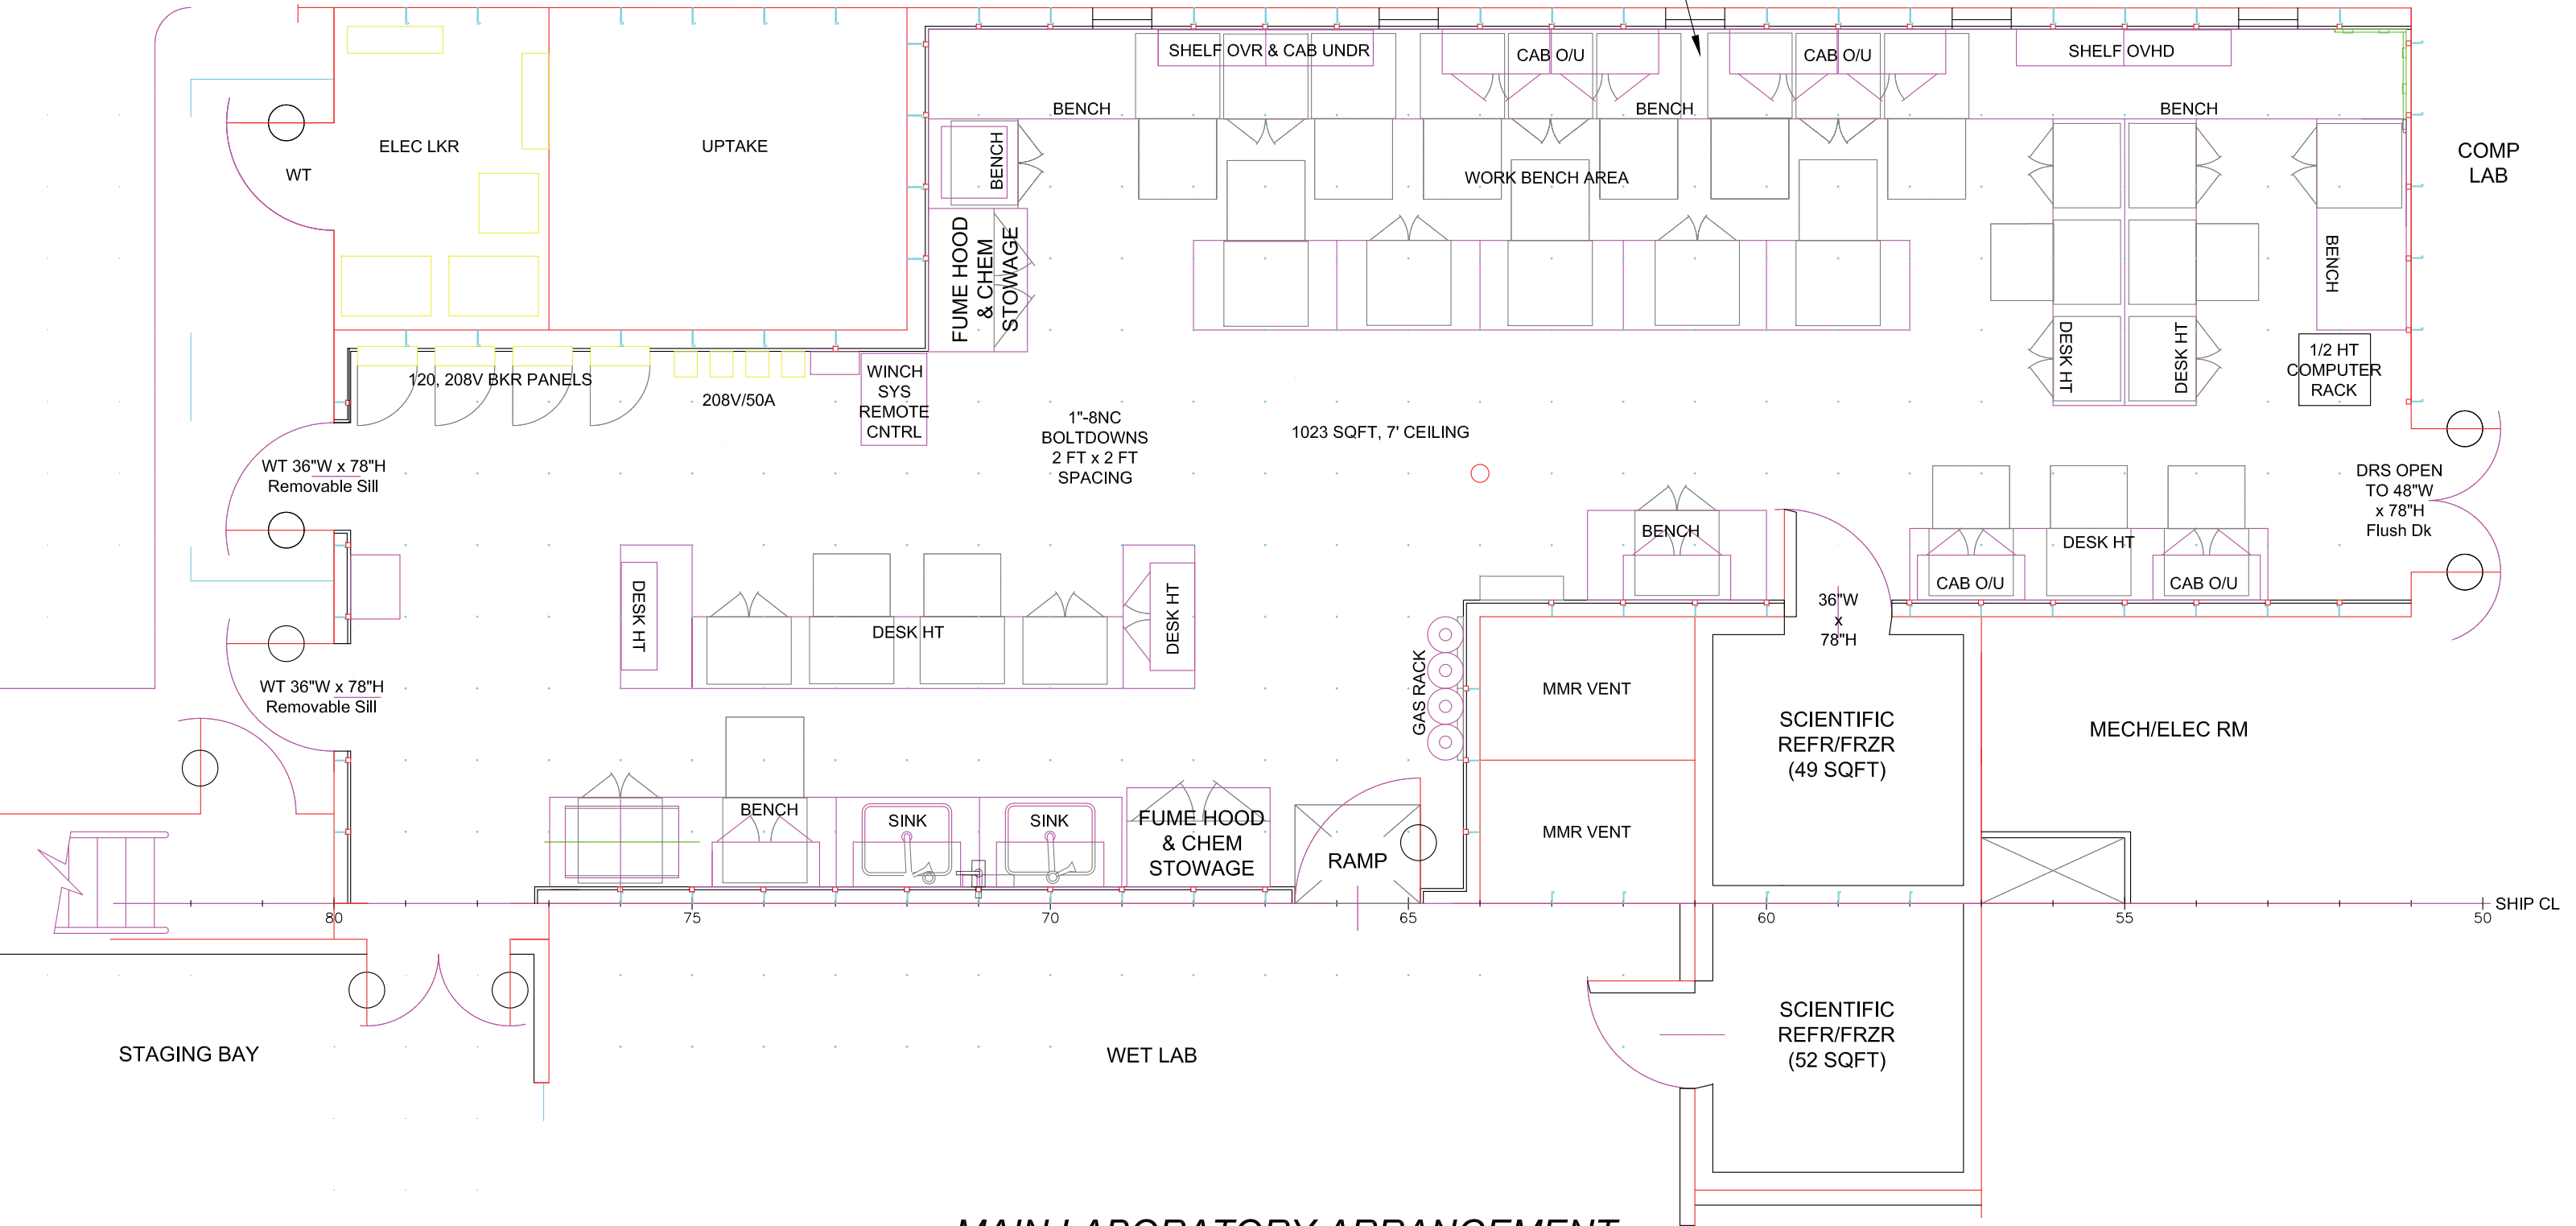 SHELF OVR & CAB UNDR
CAB O/U
CAB O/U
SHELF OVHD
BENCH
BENCH
BENCH
ELEC LKR
UPTAKE
WT
BENCH
WORK BENCH AREA
COMP
LAB
FUME HOOD
& CHEM
STOWAGE
BENCH
DESK HT
DESK HT
1/2 HT
COMPUTER
RACK
120, 208V BKR PANELS
208V/50A
WINCH
SYS
REMOTE
CNTRL
1"-8NC
BOLTDOWNS
2 FT x 2 FT
SPACING
1023 SQFT, 7' CEILING
WT 36"W x 78"H
Removable Sill
DRS OPEN
TO 48"W
x 78"H
Flush Dk
BENCH
DESK HT
CAB O/U
CAB O/U
36"W
x
78"H
DESK HT
DESK HT
DESK HT
WT 36"W x 78"H
Removable Sill
GAS RACK
MMR VENT
SCIENTIFIC
REFR/FRZR
(49 SQFT)
MECH/ELEC RM
BENCH
SINK
SINK
FUME HOOD
& CHEM
STOWAGE
RAMP
MMR VENT
80
75
70
65
60
55
50
SHIP CL
STAGING BAY
WET LAB
SCIENTIFIC
REFR/FRZR
(52 SQFT)
MAIN LABORATORY ARRANGEMENT